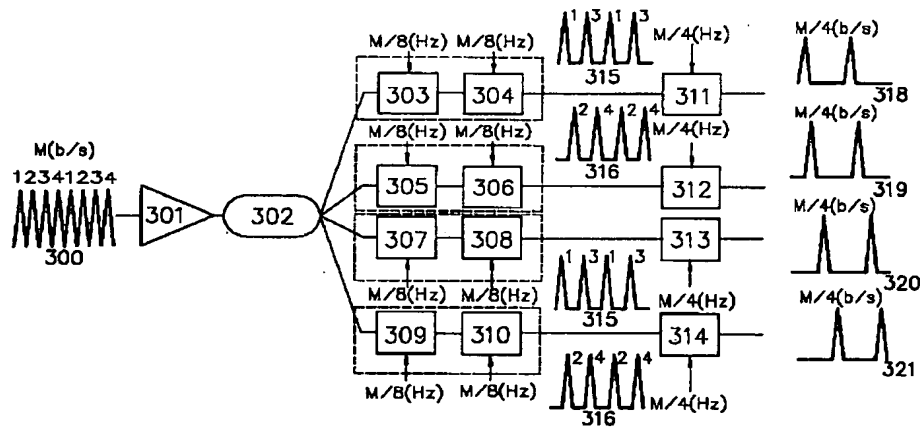 M(b/s)
12341234
300
301
302
M/8(Hz) M/8(Hz)
303 304
M/8(Hz) M/8(Hz)
305 306
307 308
M/8(Hz) M/8(Hz)
309 310
M/8(Hz) M/8(Hz)
1 3 1 3
315
M/4(Hz)
311
2 4 2 4
316
M/4(Hz)
312
313
1 3 1 3
315
M/4(Hz)
314
2 4 2 4
316
M/4(Hz)
M/4(b/s)
318
M/4(b/s)
319
M/4(b/s)
320
M/4(b/s)
321